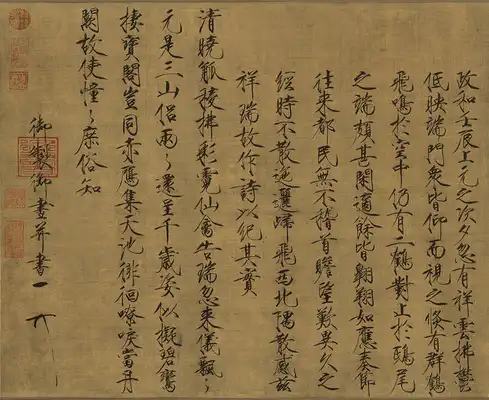 政和壬辰上元之次夕忽有祥雲拂鬱
低映端門衆皆仰而視之倏有群鶴
飛鳴於空中仍有二鶴對止於鴟尾
之端頗甚閑適餘皆翱翔如應奏節
往來都民無不稽首瞻望歎異久之
經時不散迤邐歸飛西北隅散感茲
祥瑞故作詩以紀其實
清曉觚稜拂彩霓仙禽告瑞忽來儀飄〻
元是三山侶兩〻還呈千歲姿似擬碧鸞
棲寶閣豈同赤鴈集天池徘徊嘹唳當丹
闕故使憧〻庶俗知
御製御畫并書